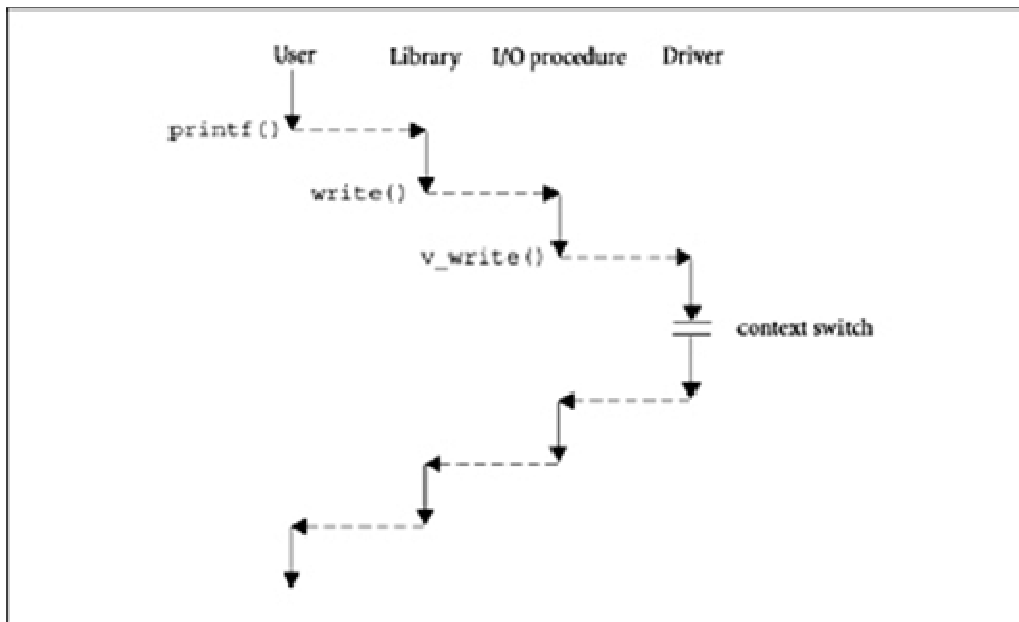 User Library I/O procedure Driver
printf()
write()
v_write()
context switch